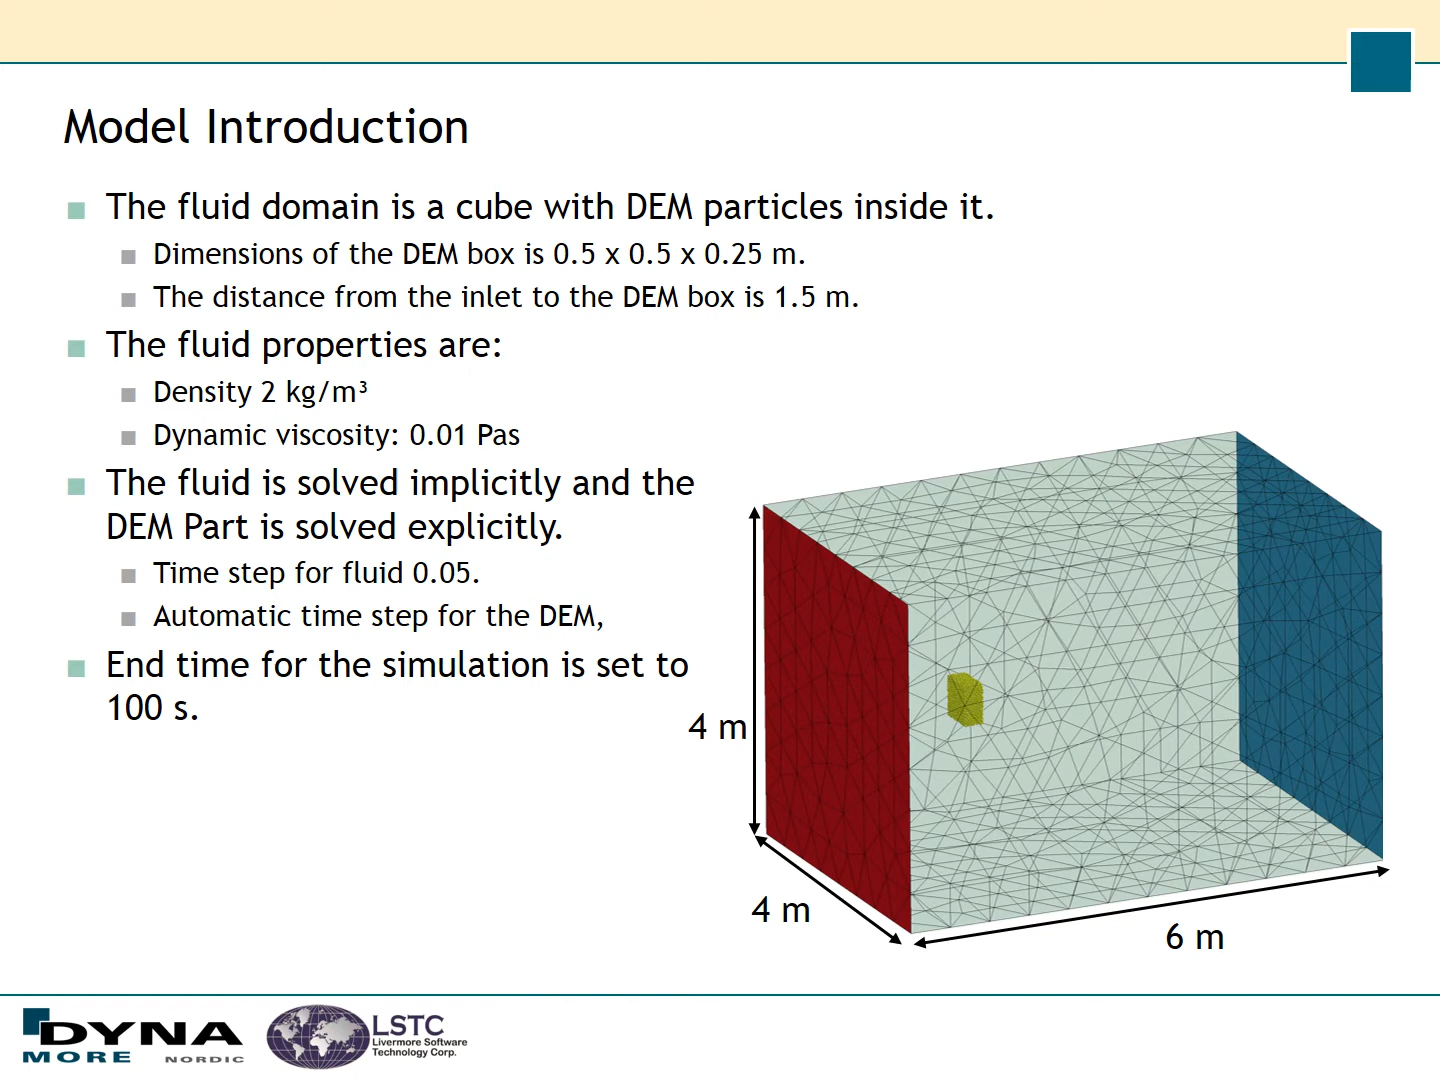 Model Introduction
The fluid domain is a cube with DEM particles inside it.
Dimensions of the DEM box is 0.5 x 0.5 x 0.25 m.
The distance from the inlet to the DEM box is 1.5 m.
The fluid properties are:
Density 2 kg/m³
Dynamic viscosity: 0.01 Pas
The fluid is solved implicitly and the
DEM Part is solved explicitly.
Time step for fluid 0.05.
Automatic time step for the DEM,
End time for the simulation is set to
100 s.
4 m
4 m
6 m
DYNA
MORE NORDIC
LSTC
Livermore Software
Technology Corp.